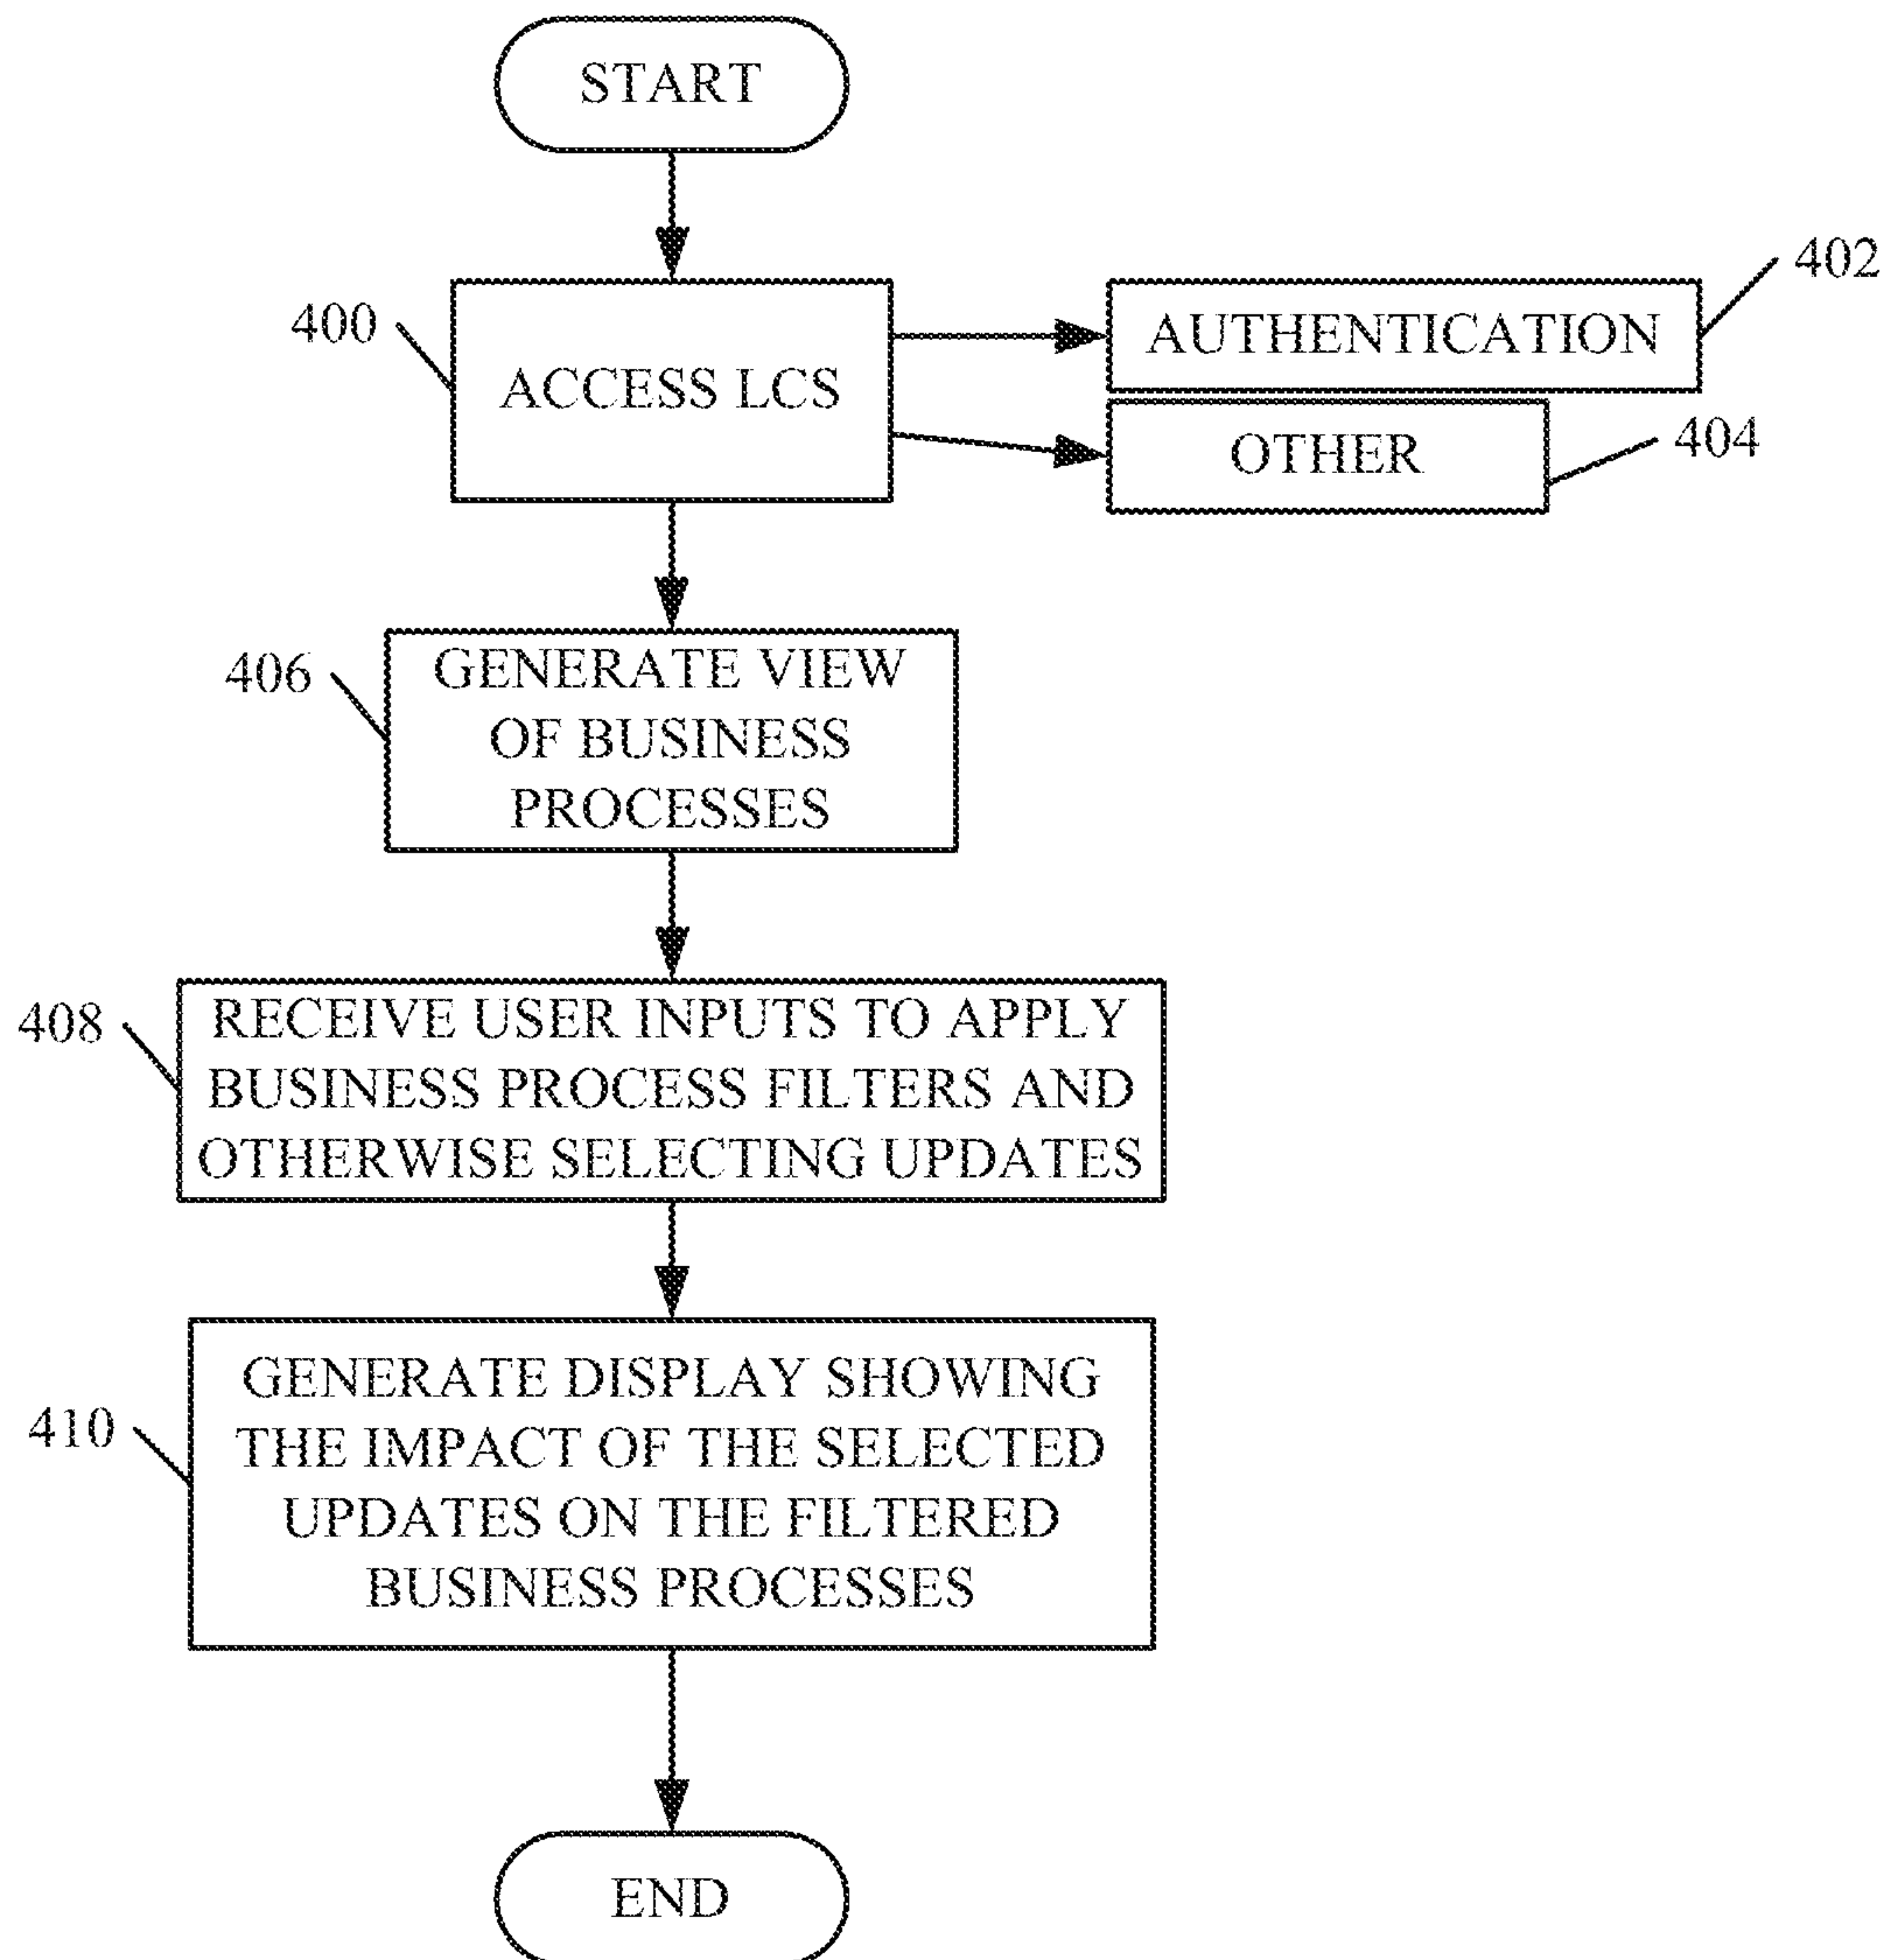 START
402
400
AUTHENTICATION
ACCESS LCS
404
OTHER
406
GENERATE VIEW
OF BUSINESS
PROCESSES
408
RECEIVE USER INPUTS TO APPLY
BUSINESS PROCESS FILTERS AND
OTHERWISE SELECTING UPDATES
410
GENERATE DISPLAY SHOWING
THE IMPACT OF THE SELECTED
UPDATES ON THE FILTERED
BUSINESS PROCESSES
END